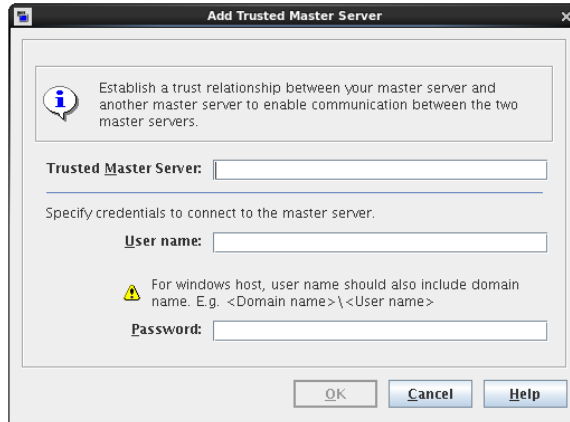 Add Trusted Master Server
Establish a trust relationship between your master server and
another master server to enable communication between the two
master servers.
Trusted Master Server:
Specify credentials to connect to the master server.
User name:
For windows host, user name should also include domain
name. E.g. <Domain name>\<User name>
Password:
OK Cancel Help